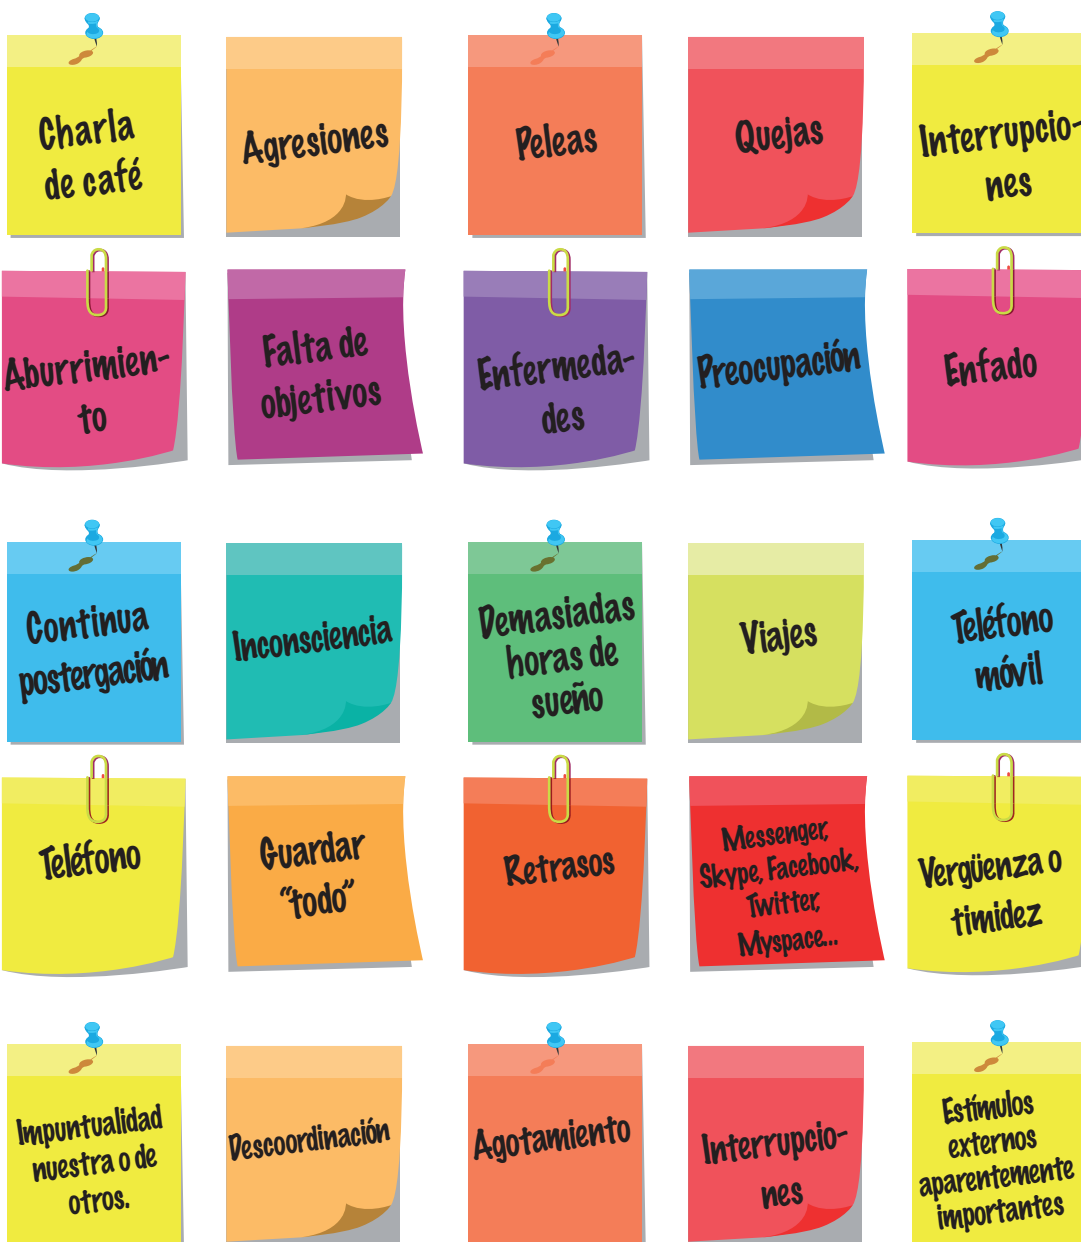 Charla
de café
Agresiones
Peleas
Quejas
Interrupcio-
nes
Aburrimien-
to
Falta de
objetivos
Enfermeda-
des
Preocupación
Enfado
Continua
postergación
Inconsciencia
Demasiadas
horas de
sueño
Viajes
Teléfono
móvil
Teléfono
Guardar
“todo”
Retrasos
Messenger,
Skype, Facebook,
Twitter,
Myspace...
Vergüenza o
timidez
Impuntualidad
nuestra o de
otros.
Descoordinación
Agotamiento
Interrupcio-
nes
Estímulos
externos
aparentemente
importantes